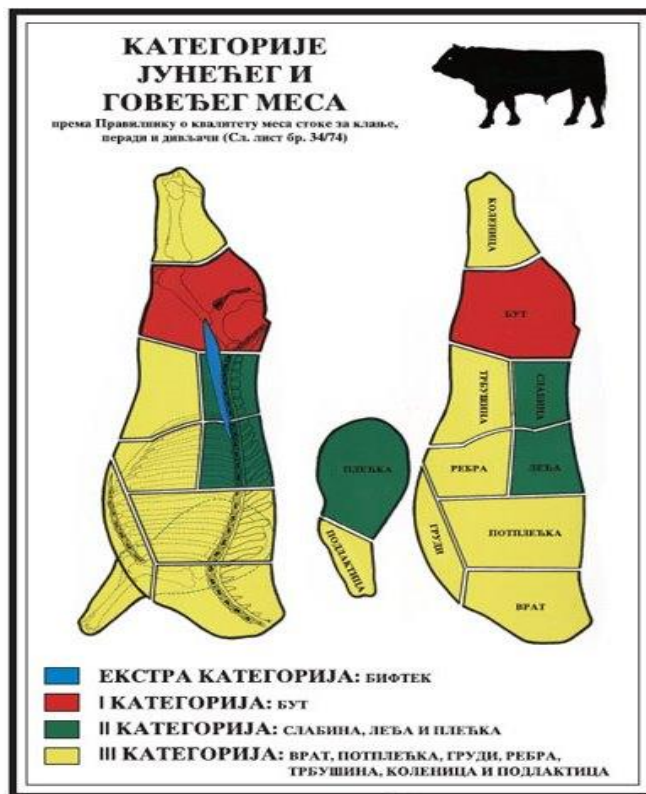 КАТЕГОРИЈЕ
ЈУНЕЋЕГ И
ГОВЕЂЕГ МЕСА
према Правилнику о квалитету меса стоке за клање,
перади и дивљачи (Сл. лист бр. 34/74)
КОЛЕНИЦА
БУТ
ТРБУШИНА
СЛАБИНА
ПЛЕЋКА
РЕБРА
ЛЕЂА
ПОДЛАКТИЦА
ГРУДИ
ПОТПЛЕЋКА
ВРАТ
ЕКСТРА КАТЕГОРИЈА: БИФТЕК
I КАТЕГОРИЈА: БУТ
II КАТЕГОРИЈА: СЛАБИНА, ЛЕЂА И ПЛЕЋКА
III КАТЕГОРИЈА: ВРАТ, ПОТПЛЕЋКА, ГРУДИ, РЕБРА,
ТРБУШИНА, КОЛЕНИЦА И ПОДЛАКТИЦА